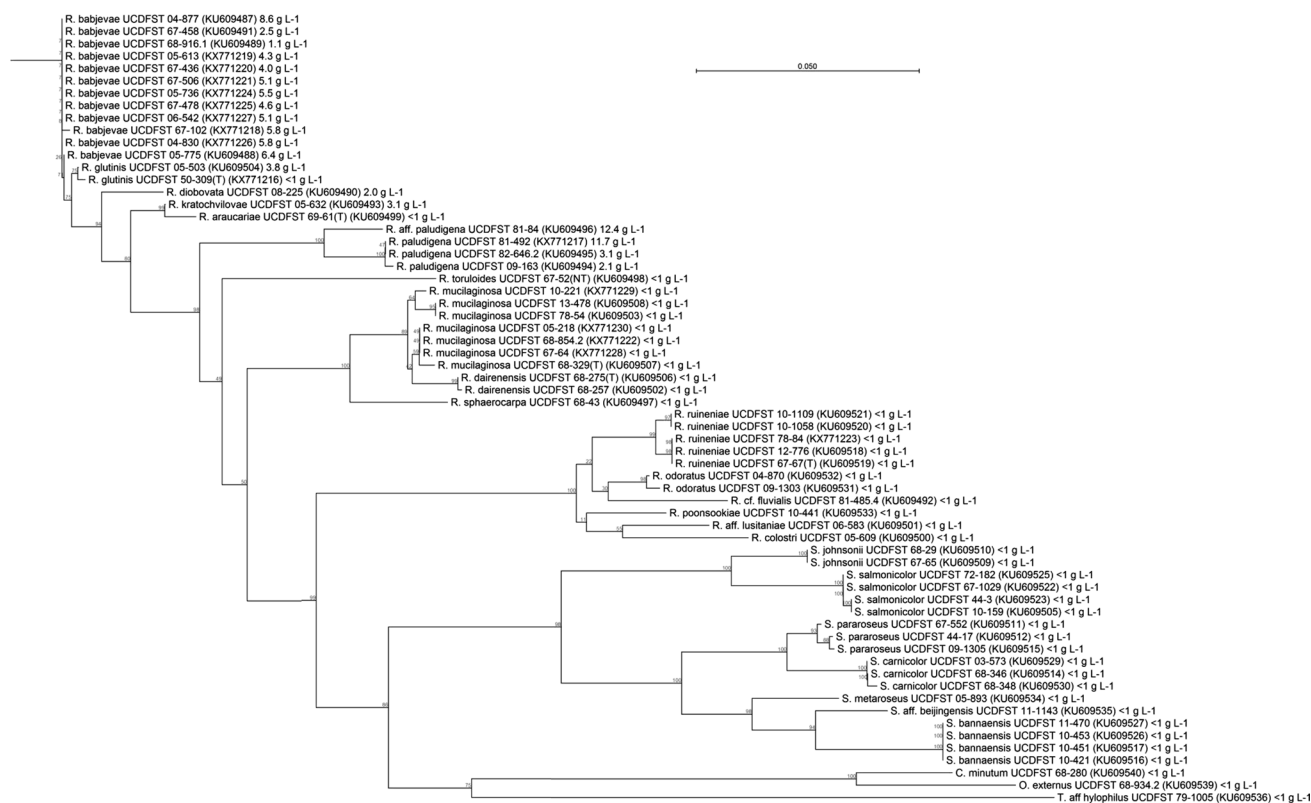 R. babjevae UCDFST 04-877 (KU609487) 8.6 g L-1
R. babjevae UCDFST 67-458 (KU609491) 2.5 g L-1
R. babjevae UCDFST 68-916.1 (KU609489) 1.1 g L-1
R. babjevae UCDFST 05-613 (KX771219) 4.3 g L-1
0.050
R. babjevae UCDFST 67-436 (KX771220) 4.0 g L-1
R. babjevae UCDFST 67-506 (KX771221) 5.1 g L-1
R. babjevae UCDFST 05-736 (KX771224) 5.5 g L-1
R. babjevae UCDFST 67-478 (KX771225) 4.6 g L-1
R. babjevae UCDFST 06-542 (KX771227) 5.1 g L-1
R. babjevae UCDFST 67-102 (KX771218) 5.8 g L-1
R. babjevae UCDFST 04-830 (KX771226) 5.8 g L-1
R. babjevae UCDFST 05-775 (KU609488) 6.4 g L-1
R. glutinis UCDFST 05-503 (KU609504) 3.8 g L-1
R. glutinis UCDFST 50-309(T) (KX771216) <1 g L-1
R. diobovata UCDFST 08-225 (KU609490) 2.0 g L-1
R. kratochvilovae UCDFST 05-632 (KU609493) 3.1 g L-1
R. araucariae UCDFST 69-61(T) (KU609499) <1 g L-1
R. aff. paludigena UCDFST 81-84 (KU609496) 12.4 g L-1
R. paludigena UCDFST 81-492 (KX771217) 11.7 g L-1
R. paludigena UCDFST 82-646.2 (KU609495) 3.1 g L-1
R. paludigena UCDFST 09-163 (KU609494) 2.1 g L-1
R. toruloides UCDFST 67-52(NT) (KU609498) <1 g L-1
R. mucilaginosa UCDFST 10-221 (KX771229) <1 g L-1
R. mucilaginosa UCDFST 13-478 (KU609508) <1 g L-1
R. mucilaginosa UCDFST 78-54 (KU609503) <1 g L-1
R. mucilaginosa UCDFST 05-218 (KX771230) <1 g L-1
R. mucilaginosa UCDFST 68-854.2 (KX771222) <1 g L-1
R. mucilaginosa UCDFST 67-64 (KX771228) <1 g L-1
R. mucilaginosa UCDFST 68-329(T) (KU609507) <1 g L-1
R. dairenensis UCDFST 68-275(T) (KU609506) <1 g L-1
R. dairenensis UCDFST 68-257 (KU609502) <1 g L-1
R. sphaerocarpa UCDFST 68-43 (KU609497) <1 g L-1
R. ruineniae UCDFST 10-1109 (KU609521) <1 g L-1
R. ruineniae UCDFST 10-1058 (KU609520) <1 g L-1
R. ruineniae UCDFST 78-84 (KX771223) <1 g L-1
R. ruineniae UCDFST 12-776 (KU609518) <1 g L-1
R. ruineniae UCDFST 67-67(T) (KU609519) <1 g L-1
R. odoratus UCDFST 04-870 (KU609532) <1 g L-1
R. odoratus UCDFST 09-1303 (KU609531) <1 g L-1
R. cf. fluvialis UCDFST 81-485.4 (KU609492) <1 g L-1
R. poonsookiae UCDFST 10-441 (KU609533) <1 g L-1
R. aff. lusitaniae UCDFST 06-583 (KU609501) <1 g L-1
R. colostri UCDFST 05-609 (KU609500) <1 g L-1
S. johnsonii UCDFST 68-29 (KU609510) <1 g L-1
S. johnsonii UCDFST 67-65 (KU609509) <1 g L-1
S. salmonicolor UCDFST 72-182 (KU609525) <1 g L-1
S. salmonicolor UCDFST 67-1029 (KU609522) <1 g L-1
S. salmonicolor UCDFST 44-3 (KU609523) <1 g L-1
S. salmonicolor UCDFST 10-159 (KU609505) <1 g L-1
S. pararoseus UCDFST 67-552 (KU609511) <1 g L-1
S. pararoseus UCDFST 44-17 (KU609512) <1 g L-1
S. pararoseus UCDFST 09-1305 (KU609515) <1 g L-1
S. carnicolor UCDFST 03-573 (KU609529) <1 g L-1
S. carnicolor UCDFST 68-346 (KU609514) <1 g L-1
S. carnicolor UCDFST 68-348 (KU609530) <1 g L-1
S. metaroseus UCDFST 05-893 (KU609534) <1 g L-1
S. aff. beijingensis UCDFST 11-1143 (KU609535) <1 g L-1
S. bannaensis UCDFST 11-470 (KU609527) <1 g L-1
S. bannaensis UCDFST 10-453 (KU609526) <1 g L-1
S. bannaensis UCDFST 10-451 (KU609517) <1 g L-1
S. bannaensis UCDFST 10-421 (KU609516) <1 g L-1
C. minutum UCDFST 68-280 (KU609540) <1 g L-1
O. externus UCDFST 68-934.2 (KU609539) <1 g L-1
T. aff hylophilus UCDFST 79-1005 (KU609536) <1 g L-1